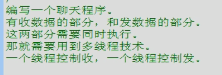 编写一个聊天程序。
有收数据的部分，和发数据的部分。
这两部分需要同时执行。
那就需要用到多线程技术。
一个线程控制收，一个线程控制发。